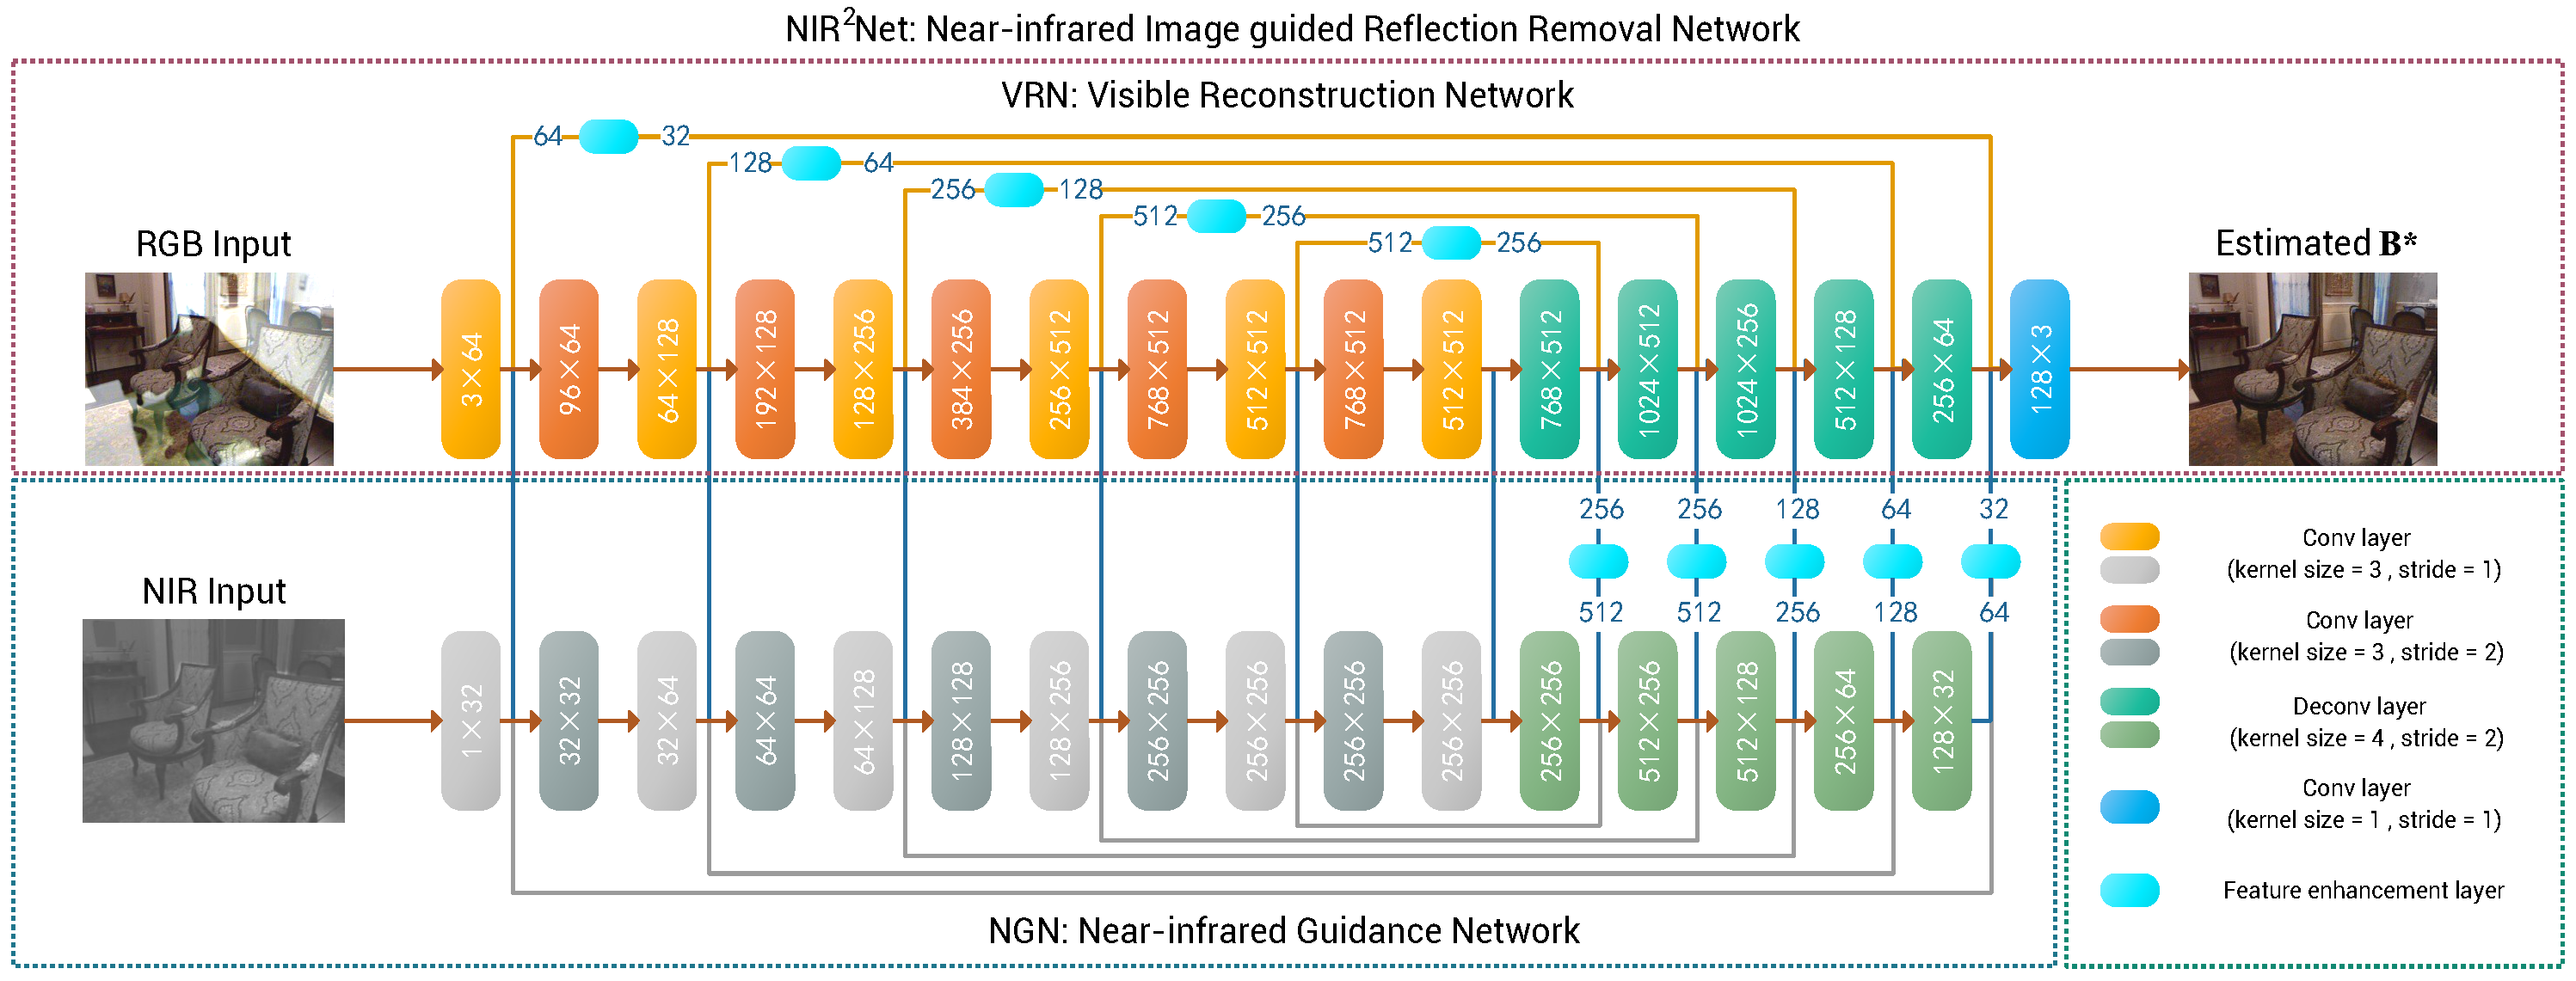 NIR²Net: Near-infrared Image guided Reflection Removal Network
VRN: Visible Reconstruction Network
64 32
128 64
256 128
512 256
512 256
RGB Input
Estimated B*
3×64
96×64
64×128
192×128
128×256
384×256
256×512
768×512
512×512
768×512
512×512
768×512
1024×512
1024×256
512×128
256×64
128×3
256 256 128 64 32
512 512 256 128 64
NIR Input
1×32
32×32
32×64
64×64
64×128
128×128
128×256
256×256
256×256
256×256
256×256
256×256
512×256
512×128
256×64
128×32
NGN: Near-infrared Guidance Network
Conv layer
(kernel size = 3 , stride = 1)
Conv layer
(kernel size = 3 , stride = 2)
Deconv layer
(kernel size = 4 , stride = 2)
Conv layer
(kernel size = 1 , stride = 1)
Feature enhancement layer